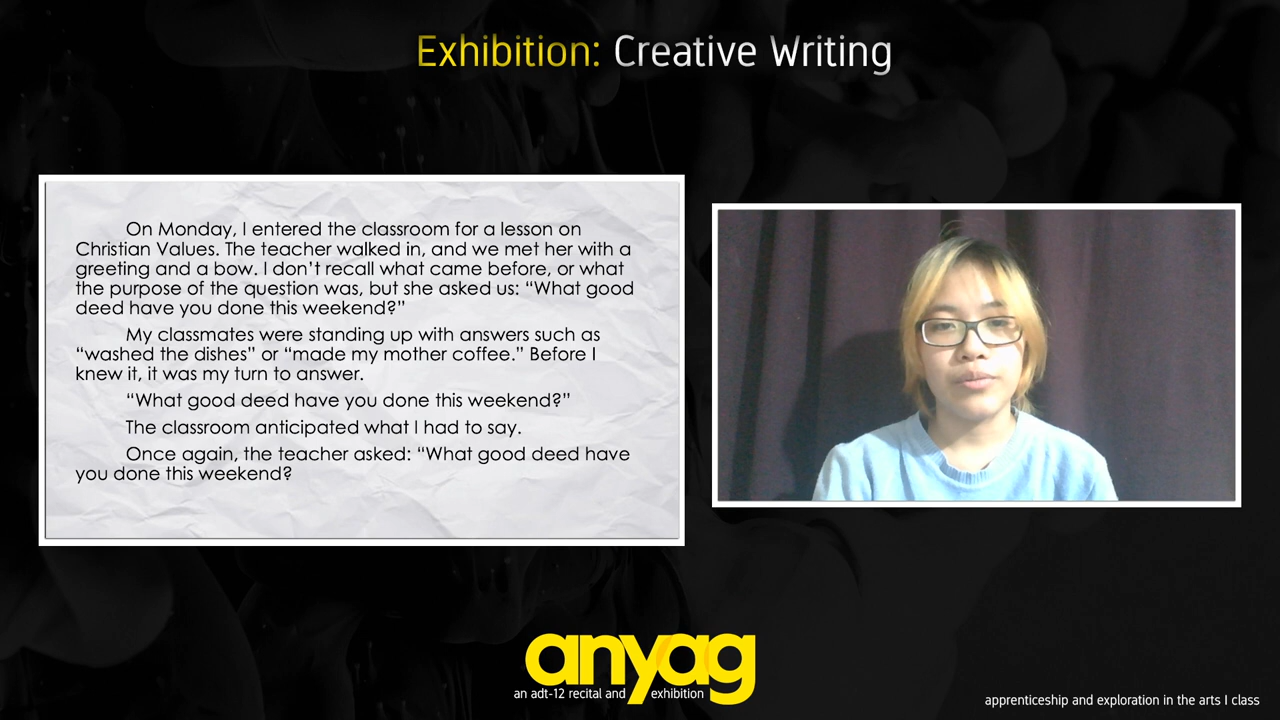 Exhibition: Creative Writing
On Monday, I entered the classroom for a lesson on
Christian Values. The teacher walked in, and we met her with a
greeting and a bow. I don’t recall what came before, or what
the purpose of the question was, but she asked us: “What good
deed have you done this weekend?”
My classmates were standing up with answers such as
“washed the dishes” or “made my mother coffee.” Before I
knew it, it was my turn to answer.
“What good deed have you done this weekend?”
The classroom anticipated what I had to say.
Once again, the teacher asked: “What good deed have
you done this weekend?
anyag
an adt-12 recital and exhibition
apprenticeship and exploration in the arts I class